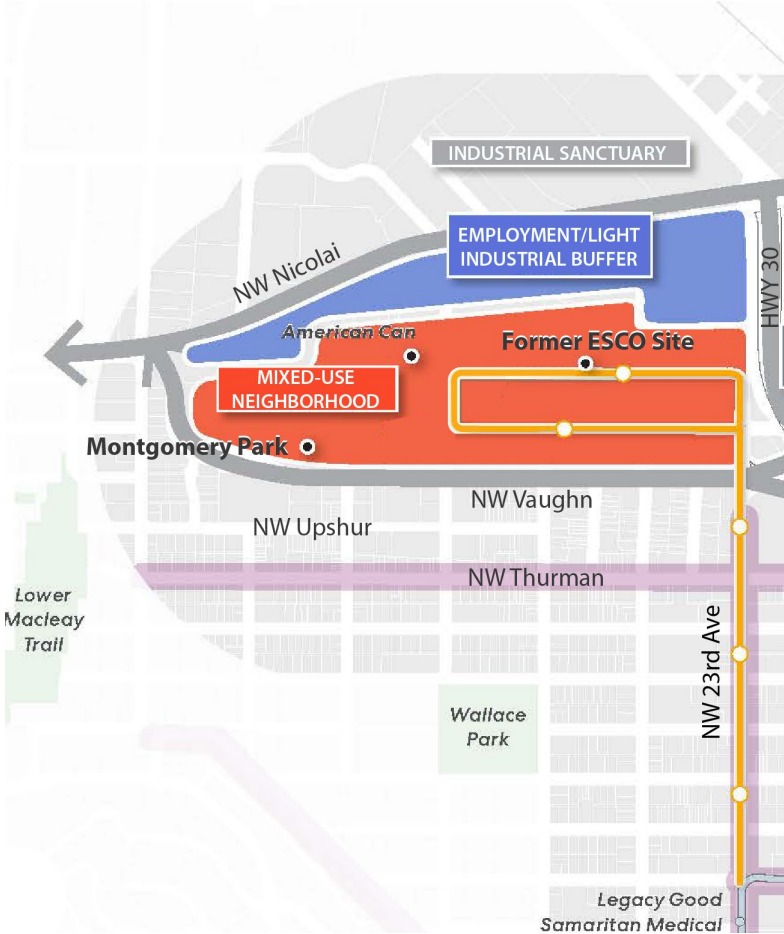 INDUSTRIAL SANCTUARY
EMPLOYMENT/LIGHT
INDUSTRIAL BUFFER
NW Nicolai
HWY 30
American Can
Former ESCO Site
MIXED-USE
NEIGHBORHOOD
Montgomery Park
NW Vaughn
NW Upshur
NW Thurman
Lower
Macleay
Trail
NW 23rd Ave
Wallace
Park
Legacy Good
Samaritan Medical